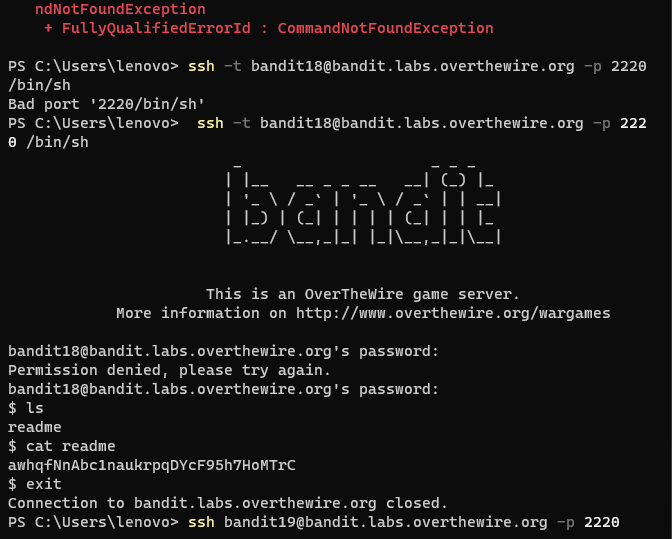 ndNotFoundException
+ FullyQualifiedErrorId : CommandNotFoundException
PS C:\Users\lenovo> ssh -t bandit18@bandit.labs.overthewire.org -p 2220
/bin/sh
Bad port '2220/bin/sh'
PS C:\Users\lenovo>  ssh -t bandit18@bandit.labs.overthewire.org -p 222
0 /bin/sh
bandit
This is an OverTheWire game server.
More information on http://www.overthewire.org/wargames
bandit18@bandit.labs.overthewire.org's password:
Permission denied, please try again.
bandit18@bandit.labs.overthewire.org's password:
$ ls
readme
$ cat readme
awhqfNnAbc1naukrpqDYcF95h7HoMTrC
$ exit
Connection to bandit.labs.overthewire.org closed.
PS C:\Users\lenovo> ssh bandit19@bandit.labs.overthewire.org -p 2220